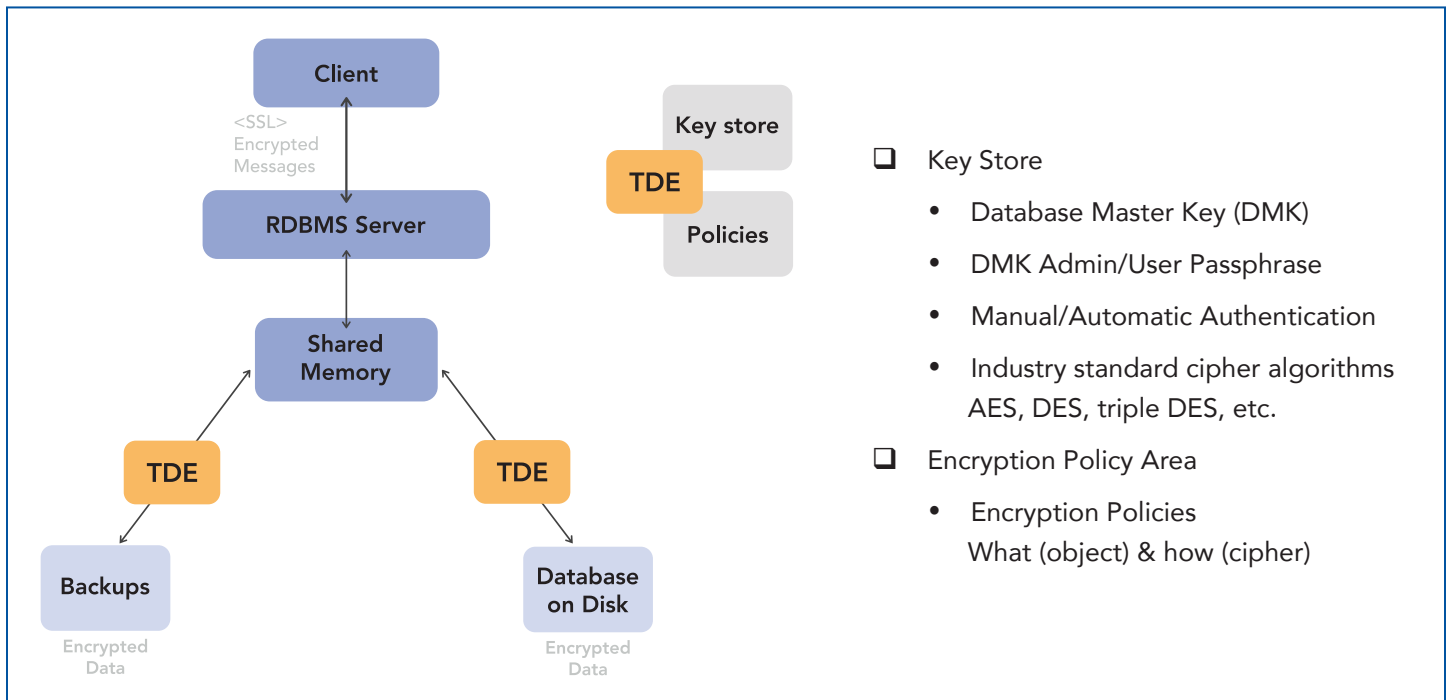 Client
<SSL>
Encrypted
Messages
RDBMS Server
Shared
Memory
TDE
TDE
Backups
Database
on Disk
Encrypted
Data
Encrypted
Data
Key store
TDE
Policies
❑ Key Store
• Database Master Key (DMK)
• DMK Admin/User Passphrase
• Manual/Automatic Authentication
• Industry standard cipher algorithms
AES, DES, triple DES, etc.
❑ Encryption Policy Area
• Encryption Policies
What (object) & how (cipher)